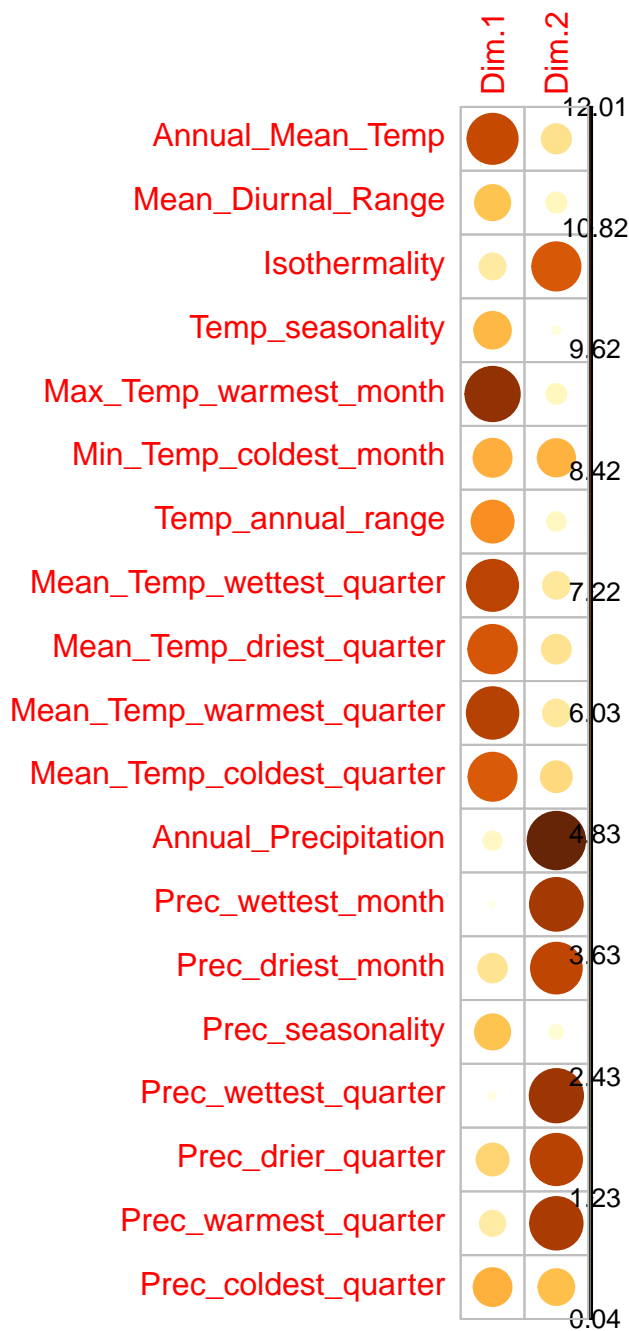 Dim.1
Dim.2
Annual_Mean_Temp
Mean_Diurnal_Range
Isothermality
Temp_seasonality
Max_Temp_warmest_month
Min_Temp_coldest_month
Temp_annual_range
Mean_Temp_wettest_quarter
Mean_Temp_driest_quarter
Mean_Temp_warmest_quarter
Mean_Temp_coldest_quarter
Annual_Precipitation
Prec_wettest_month
Prec_driest_month
Prec_seasonality
Prec_wettest_quarter
Prec_drier_quarter
Prec_warmest_quarter
Prec_coldest_quarter
12.01
10.82
9.62
8.42
7.22
6.03
4.83
3.63
2.43
1.23
0.04